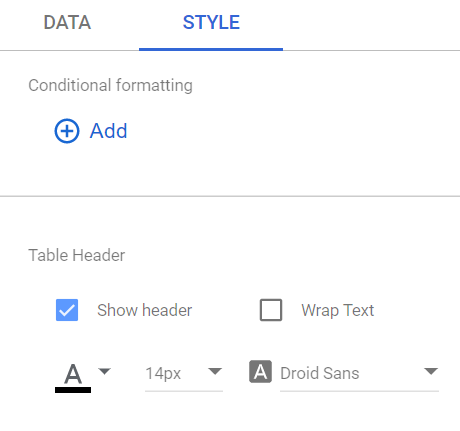 DATA STYLE
Conditional formatting
Add
Table Header
Show header Wrap Text
A 14px A Droid Sans